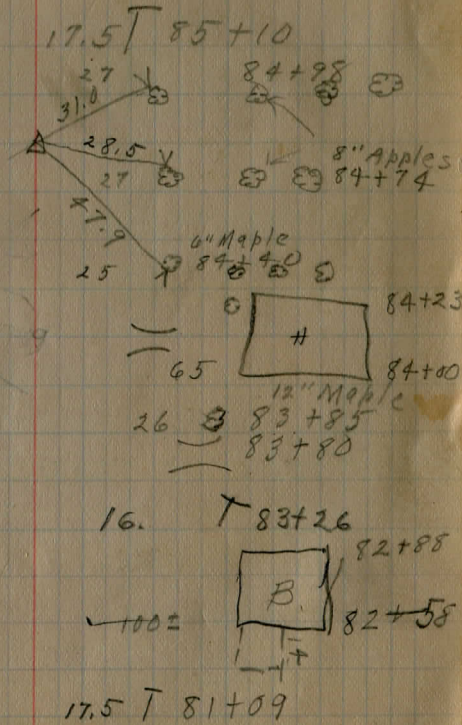 17.5 T 85+10
27 84+98
31.0
28.5 8" Apples
27 84+74
47.9 6" Maple
25 84+40
84+23
H
65 84+00
12" Maple
26 83+85
83+80
16. T 83+26
82+88
B.
100± 82+58
17.5 T 81+09